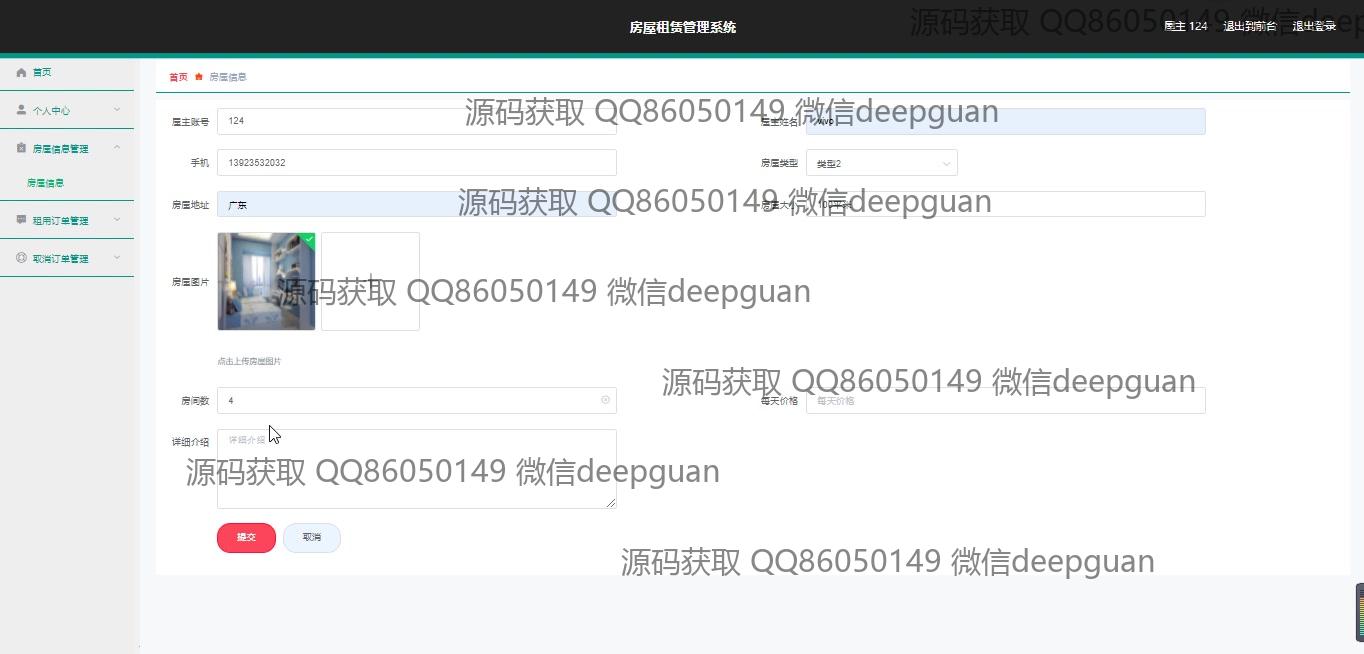 房屋租赁管理系统
源码获取 QQ86050149 微信deepguan
屋主 124 退出到前台 退出登录
首页
个人中心
房屋信息管理
房屋信息
租用订单管理
取消订单管理
首页 房屋信息
屋主账号 124
屋主姓名
源码获取 QQ86050149 微信deepguan
手机 13923532032
房屋类型 类型2
房屋地址 广东
房屋大小
源码获取 QQ86050149 微信deepguan
房屋图片
源码获取 QQ86050149 微信deepguan
点击上传房屋图片
源码获取 QQ86050149 微信deepguan
房间数 4
每天价格 每天价格
详细介绍 详细介绍
源码获取 QQ86050149 微信deepguan
提交 取消
源码获取 QQ86050149 微信deepguan